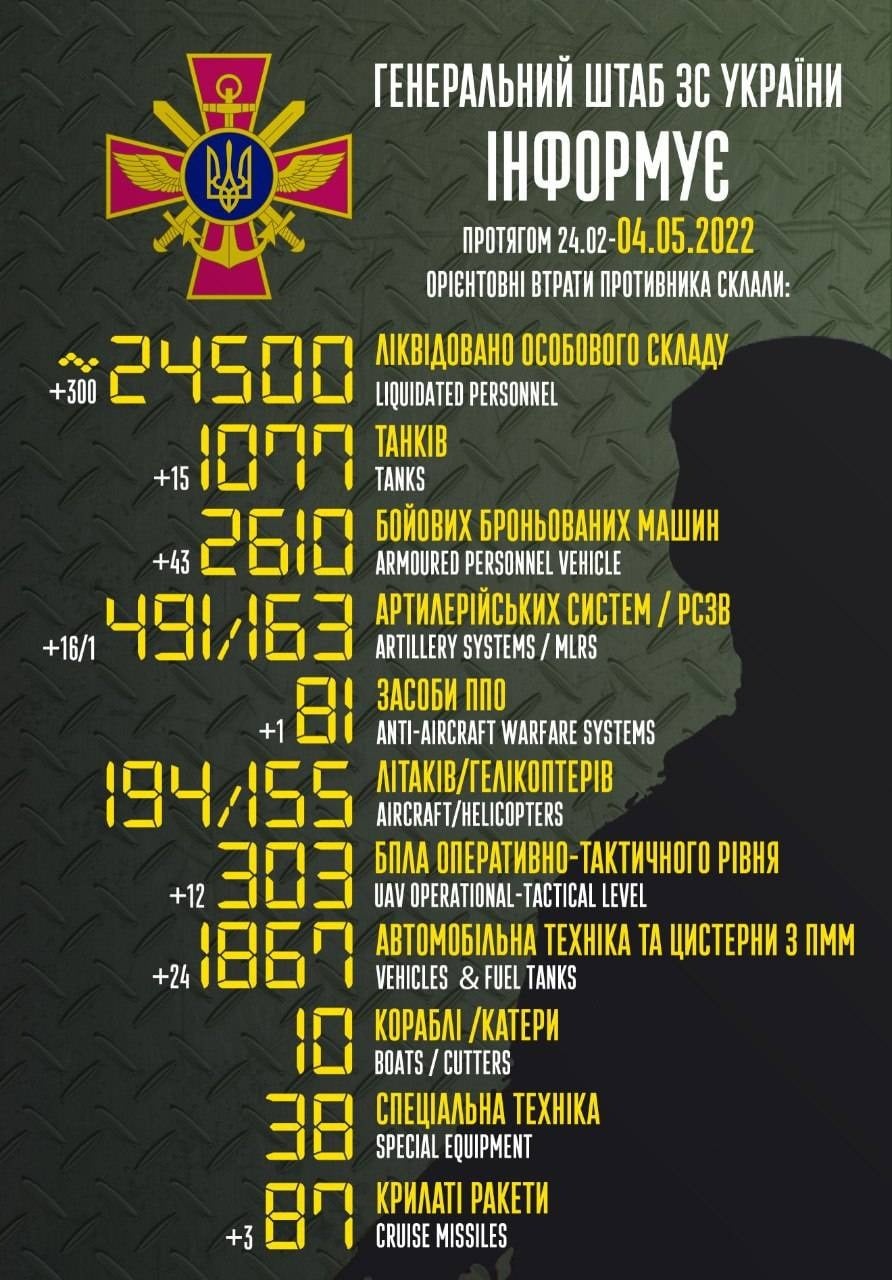 ГЕНЕРАЛЬНИЙ ШТАБ ЗС УКРАЇНИ
ІНФОРМУЄ
ПРОТЯГОМ 24.02-04.05.2022
ОРІЄНТОВНІ ВТРАТИ ПРОТИВНИКА СКЛАЛИ:
+300 ~24500 ЛІКВІДОВАНО ОСОБОВОГО СКЛАДУ
LIQUIDATED PERSONNEL
+15 1077 ТАНКІВ
TANKS
+43 2610 БОЙОВИХ БРОНЬОВАНИХ МАШИН
ARMOURED PERSONNEL VEHICLE
+16/1 491/163 АРТИЛЕРІЙСЬКИХ СИСТЕМ / РСЗВ
ARTILLERY SYSTEMS / MLRS
+1 81 ЗАСОБИ ППО
ANTI-AIRCRAFT WARFARE SYSTEMS
194/155 ЛІТАКІВ/ГЕЛІКОПТЕРІВ
AIRCRAFT/HELICOPTERS
+12 303 БПЛА ОПЕРАТИВНО-ТАКТИЧНОГО РІВНЯ
UAV OPERATIONAL-TACTICAL LEVEL
+24 1867 АВТОМОБІЛЬНА ТЕХНІКА ТА ЦИСТЕРНИ З ПММ
VEHICLES & FUEL TANKS
10 КОРАБЛІ /КАТЕРИ
BOATS / CUTTERS
38 СПЕЦІАЛЬНА ТЕХНІКА
SPECIAL EQUIPMENT
+3 87 КРИЛАТІ РАКЕТИ
CRUISE MISSILES